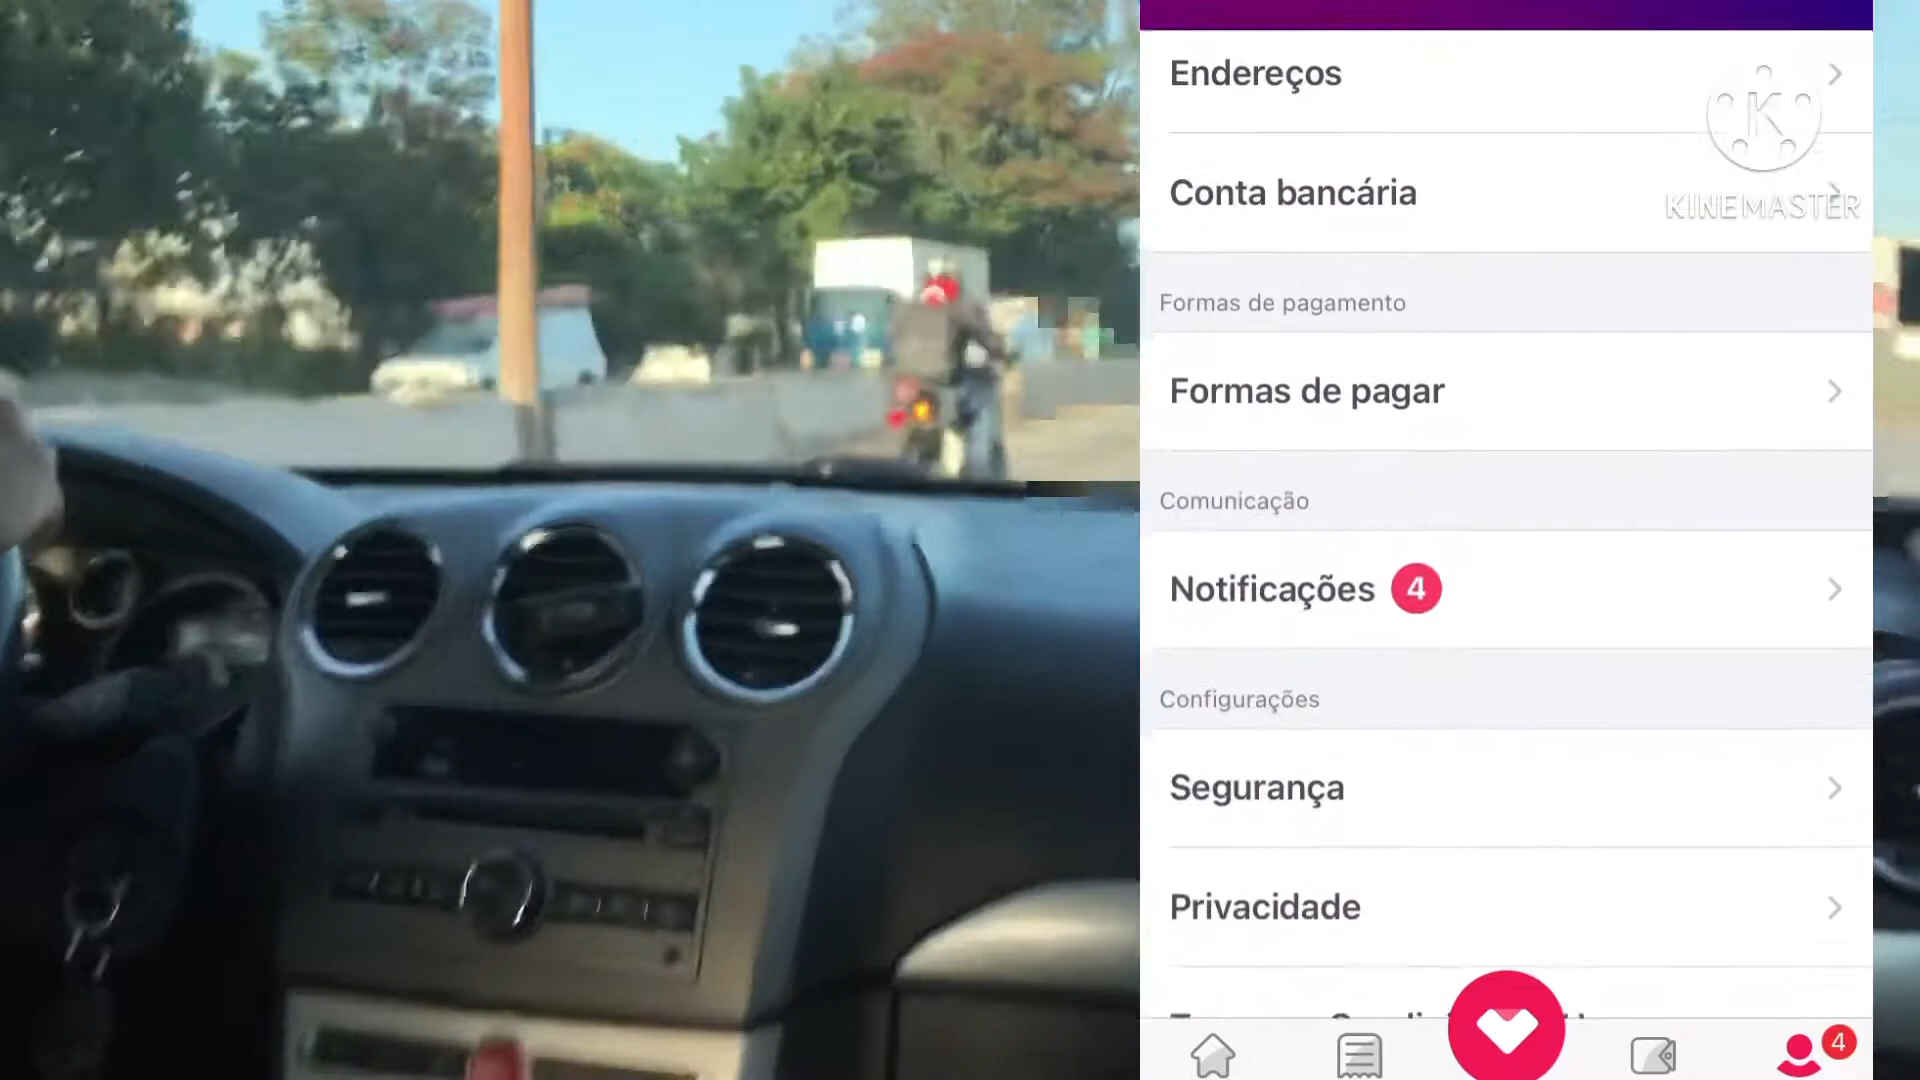 Endereços
KINEMASTER
Conta bancária
Formas de pagamento
Formas de pagar
Comunicação
Notificações 4
Configurações
Segurança
Privacidade
4